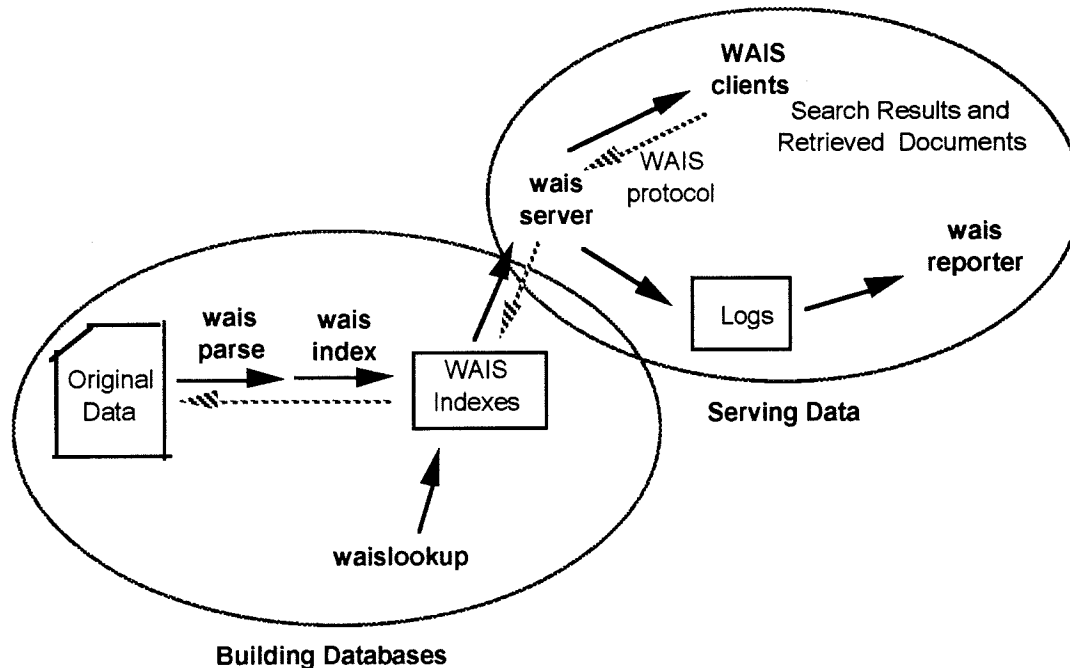 WAIS
clients
Search Results and
Retrieved Documents
WAIS
protocol
wais
server
wais
reporter
Logs
Serving Data
wais
parse
wais
index
Original
Data
WAIS
Indexes
waislookup
Building Databases